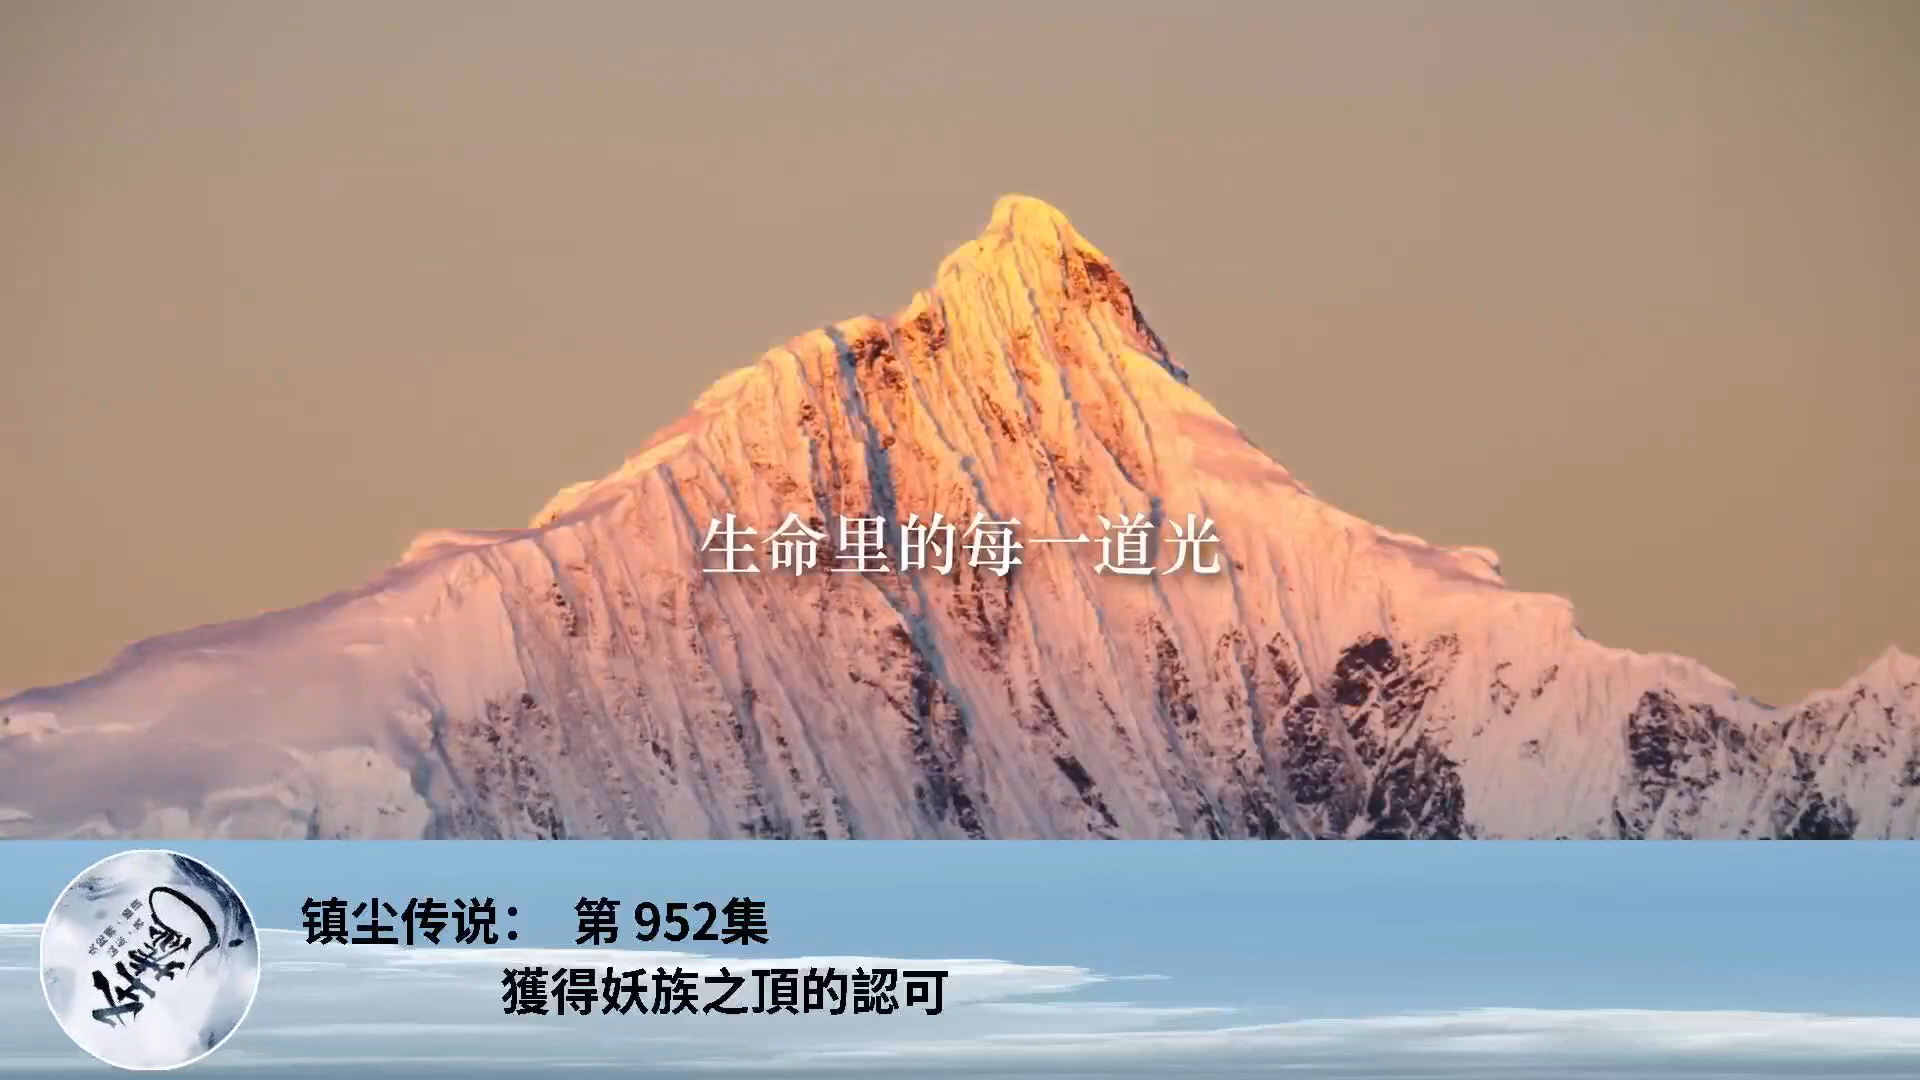 生命里的每一道光
镇尘传说： 第 952集
獲得妖族之頂的認可